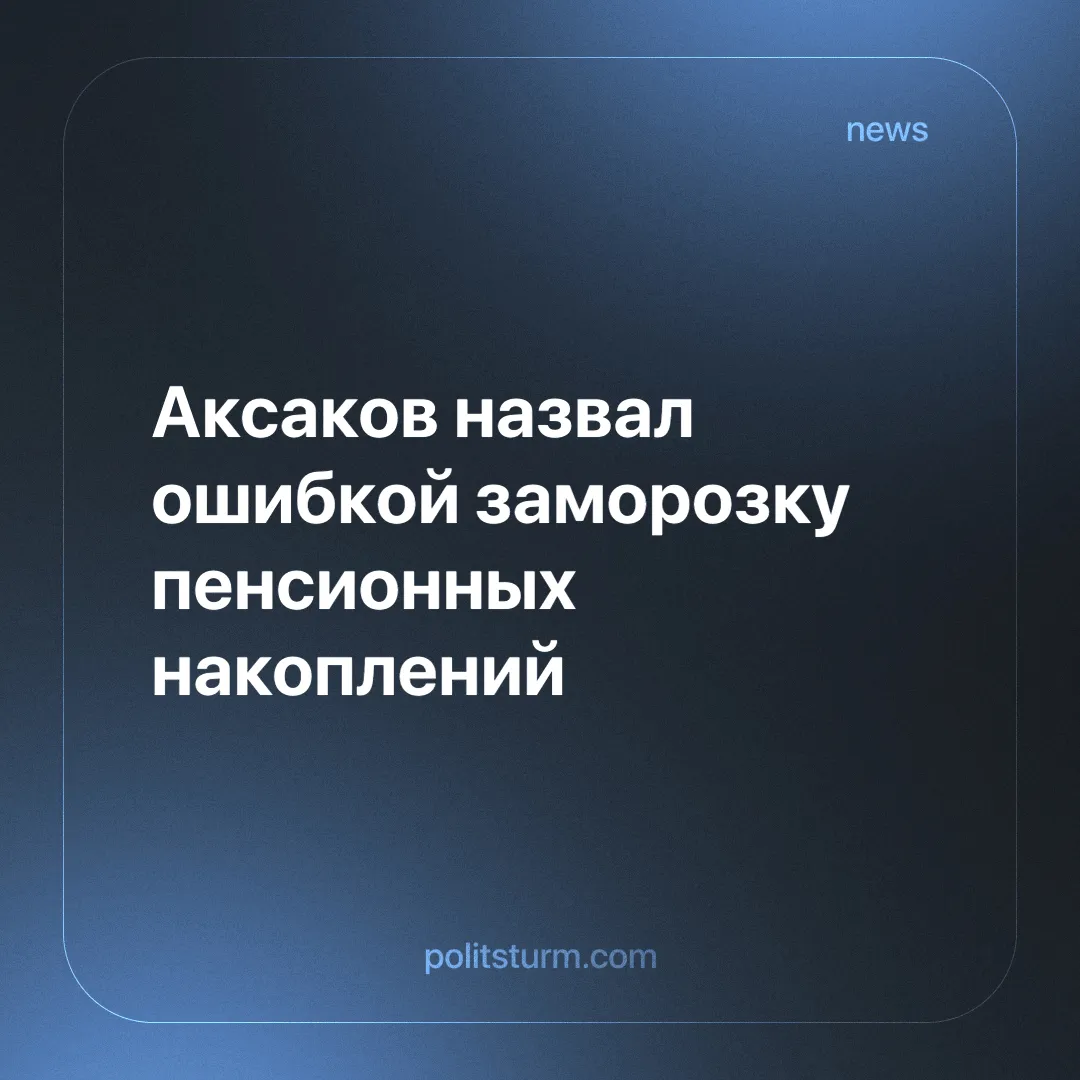 news
Аксаков назвал
ошибкой заморозку
пенсионных
накоплений
politsturm.com